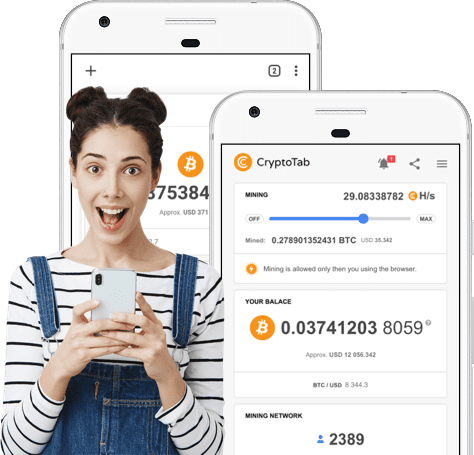 2
375384
Approx. USD 371
CryptoTab
1
MINING
29.08338782 C H/s
OFF
MAX
Mined: 0.278901352431 BTC USD 35.342
Mining is allowed only then you using the browser.
YOUR BALACE
0.03741203 8059
Approx. USD 12 056.342
BTC / USD 8 344.3
MINING NETWORK
2389